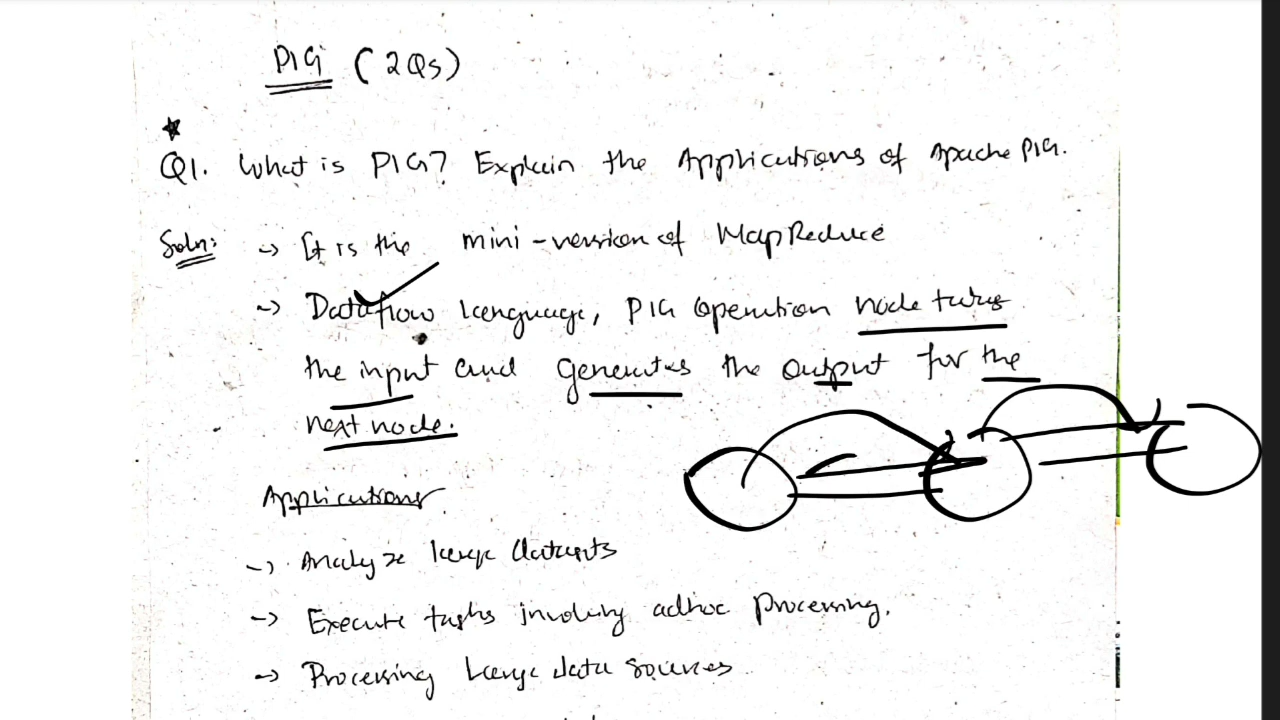 PIG (2Qs)
Q1. What is PIG? Explain the Applications of Apache PIG.
Soln: → It is the mini-version of MapReduce
→ Dataflow language, PIG operation node takes
the input and generates the output for the
next node.
Applications
→ Analyze large datasets
→ Execute tasks involving adhoc processing.
→ Processing large data sources